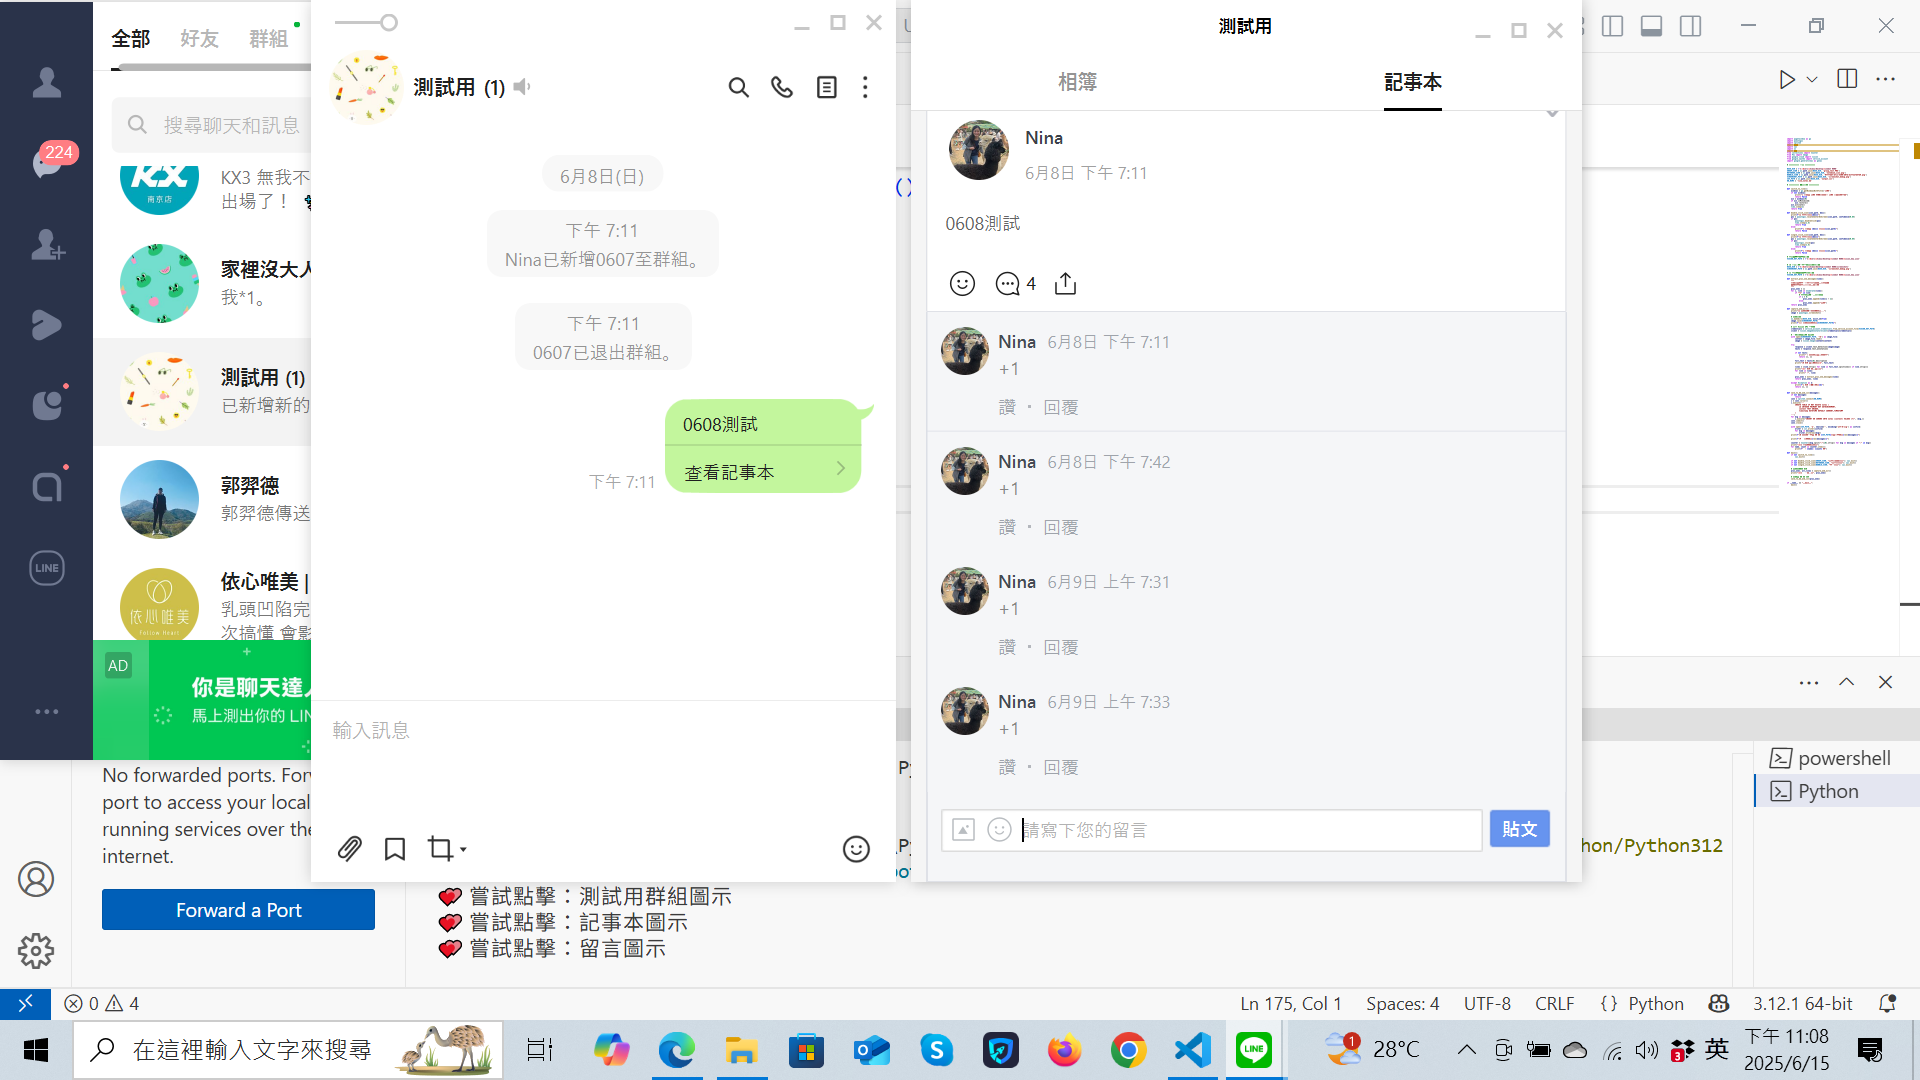 全部 好友 群組
224
搜尋聊天和訊息
KX
南京店
KX3 無我不
出場了！
家裡沒大人
我*1。
測試用 (1)
已新增新的
郭羿德
郭羿德傳送
依心唯美
Yellow Heart
依心唯美 |
乳頭凹陷完
次搞懂 會影
LINE
AD
你是聊天達人
馬上測出你的 LIN
測試用 (1)
6月8日(日)
下午 7:11
Nina已新增0607至群組。
下午 7:11
0607已退出群組。
0608測試
查看記事本
下午 7:11
輸入訊息
測試用
相簿 記事本
Nina
6月8日 下午 7:11
0608測試
4
Nina 6月8日 下午 7:11
+1
讚 · 回覆
Nina 6月8日 下午 7:42
+1
讚 · 回覆
Nina 6月9日 上午 7:31
+1
讚 · 回覆
Nina 6月9日 上午 7:33
+1
讚 · 回覆
請寫下您的留言
貼文
()
No forwarded ports. For
port to access your local
running services over the
internet.
Forward a Port
hon/Python312
嘗試點擊：測試用群組圖示
嘗試點擊：記事本圖示
嘗試點擊：留言圖示
powershell
Python
0 4
Ln 175, Col 1 Spaces: 4 UTF-8 CRLF {} Python 3.12.1 64-bit
在這裡輸入文字來搜尋
1
28°C
3
英
下午 11:08
2025/6/15